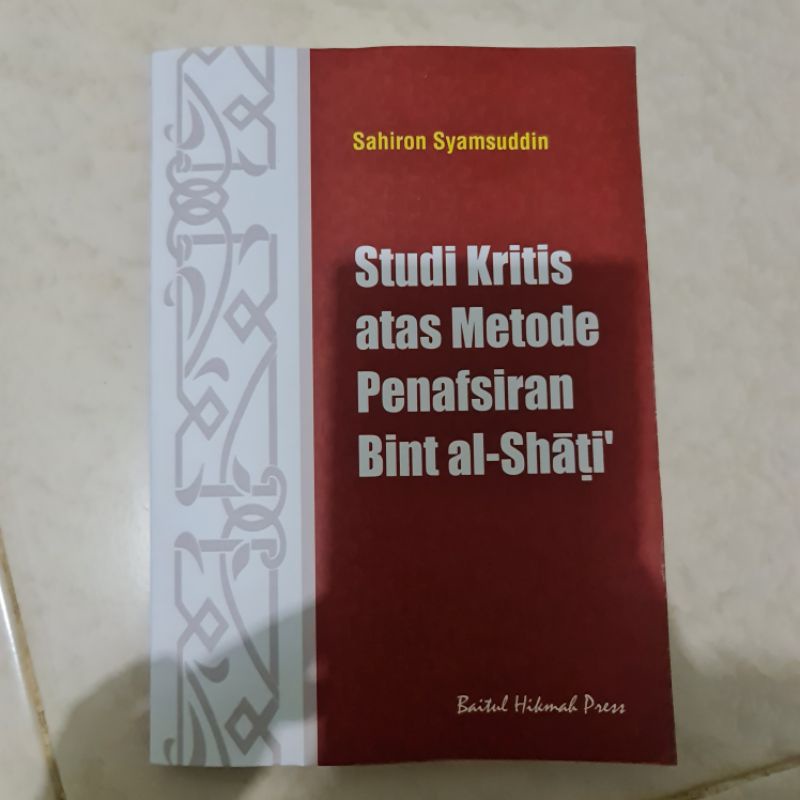 Sahiron Syamsuddin
Studi Kritis
atas Metode
Penafsiran
Bint al-Shāṭi'
Baitul Hikmah Press